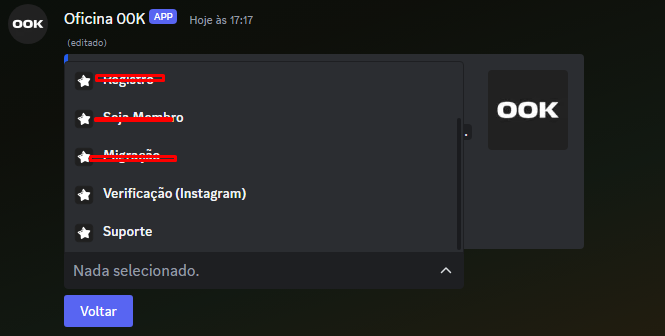 OOK
Oficina 00K APP Hoje às 17:17
(editado)
Registro
Seja Membro
Migração
OOK
Verificação (Instagram)
Suporte
Nada selecionado.
Voltar